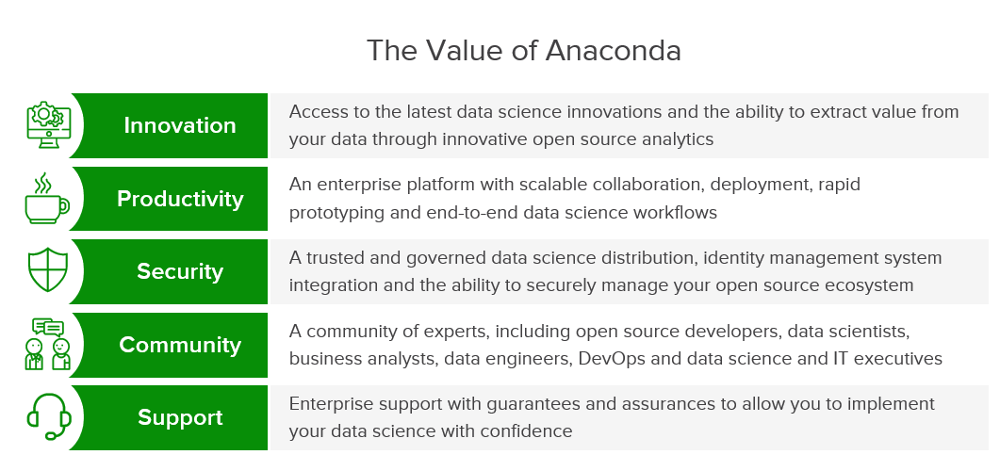 The Value of Anaconda
Innovation
Access to the latest data science innovations and the ability to extract value from
your data through innovative open source analytics
Productivity
An enterprise platform with scalable collaboration, deployment, rapid
prototyping and end-to-end data science workflows
Security
A trusted and governed data science distribution, identity management system
integration and the ability to securely manage your open source ecosystem
Community
A community of experts, including open source developers, data scientists,
business analysts, data engineers, DevOps and data science and IT executives
Support
Enterprise support with guarantees and assurances to allow you to implement
your data science with confidence